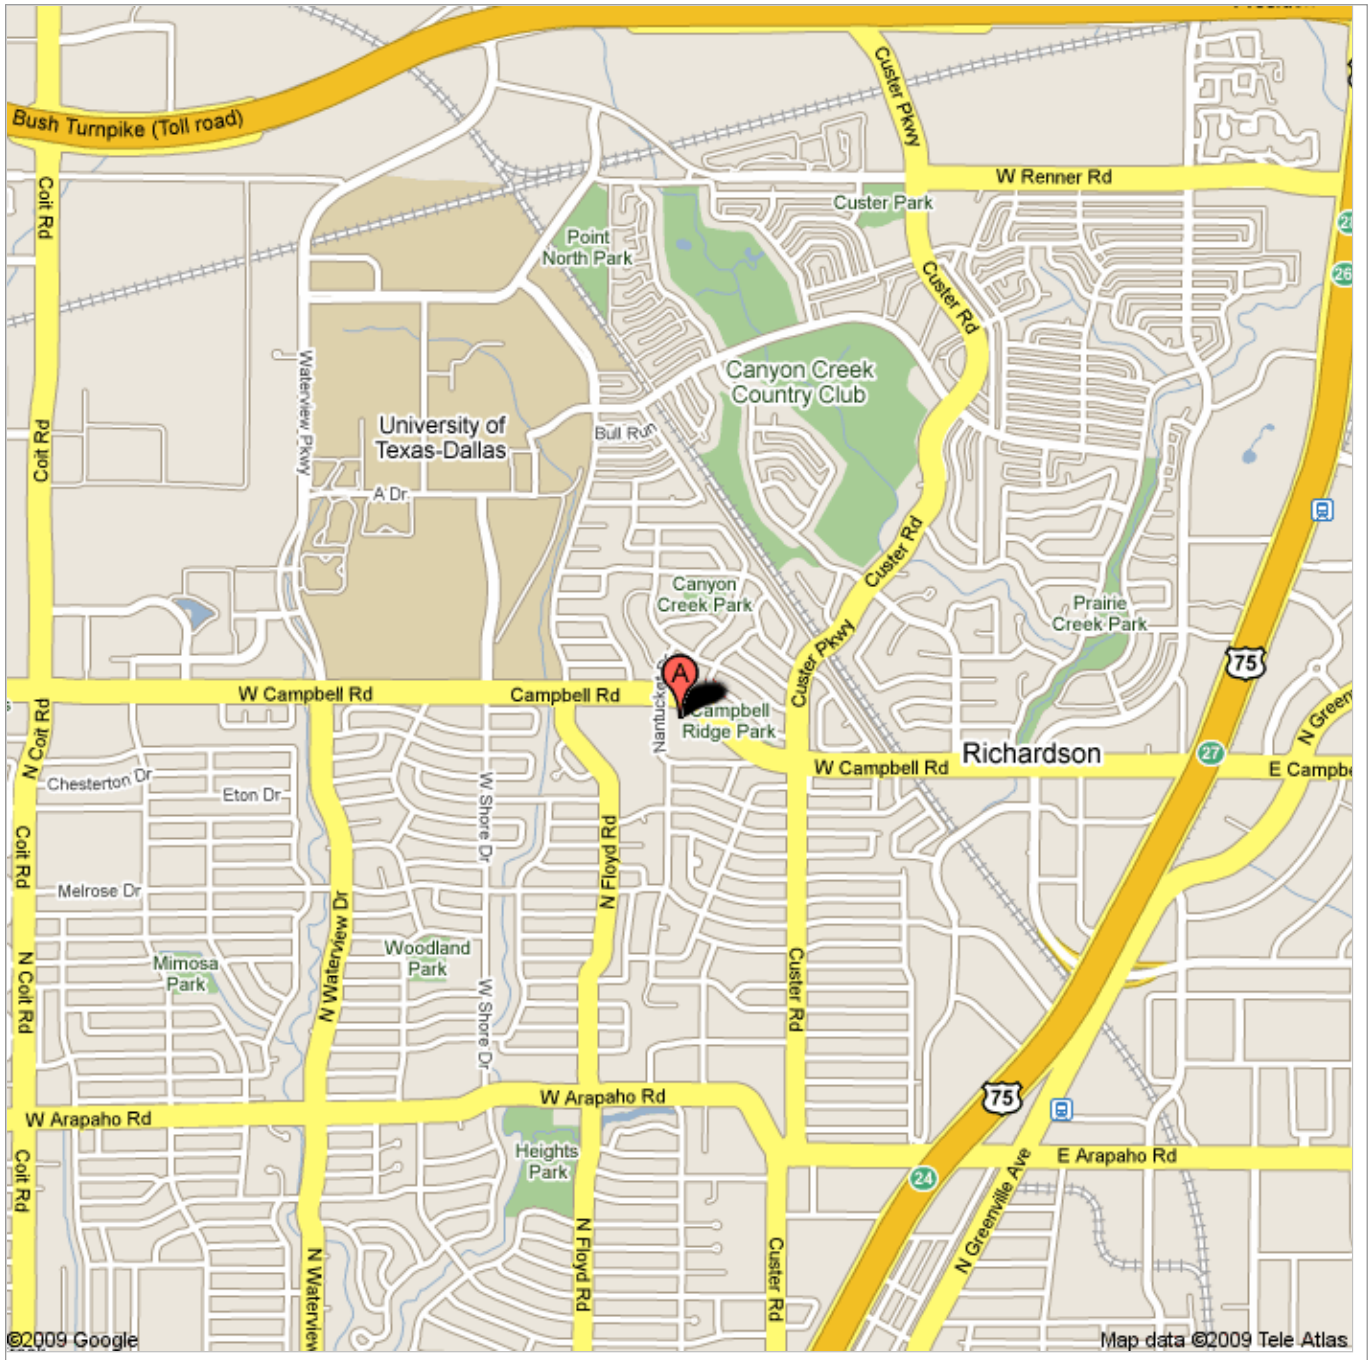 Bush Turnpike (Toll road)
Custer Pkwy
W Renner Rd
Coit Rd
Custer Park
Point
North Park
26
Custer Rd
Waterview Pkwy
Canyon Creek
Country Club
University of
Texas-Dallas
Bull Run
Coit Rd
A Dr
Custer Rd
Canyon
Creek Park
Prairie
Creek Park
Custer Pkwy
75
A
W Campbell Rd
Campbell Rd
Nantucket Dr
Campbell
Ridge Park
N Coit Rd
W Campbell Rd
Richardson
27
E Campbe
N Green
Chesterton Dr
Eton Dr
W Shore Dr
N Floyd Rd
Coit Rd
Melrose Dr
N Waterview Dr
Woodland
Park
Mimosa
Park
N Coit Rd
W Shore Dr
Custer Rd
75
W Arapaho Rd
W Arapaho Rd
Heights
Park
E Arapaho Rd
24
Coit Rd
N Greenville Ave
N Floyd Rd
Custer Rd
N Waterview
©2009 Google
Map data ©2009 Tele Atlas